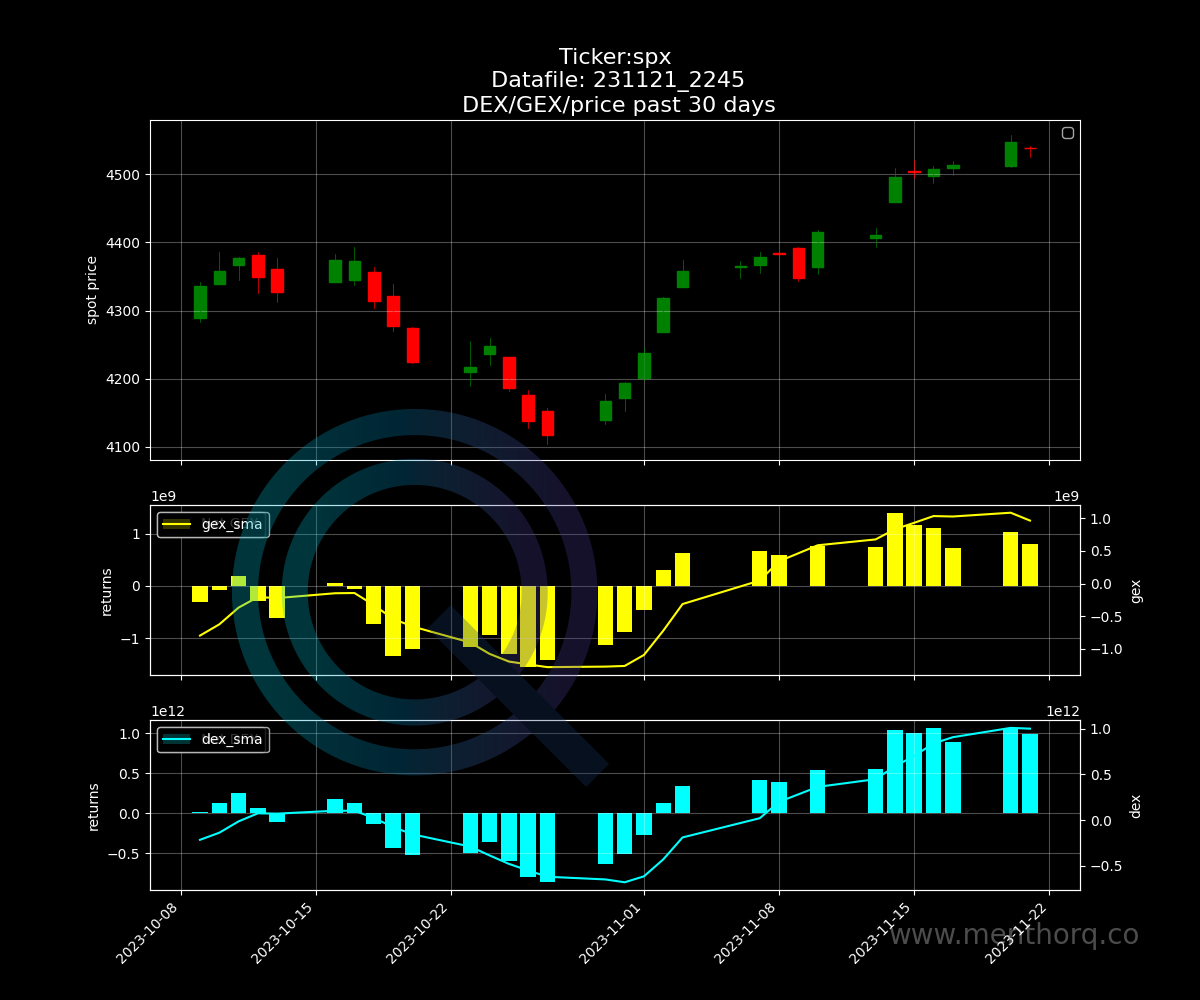 Ticker:spx
Datafile: 231121_2245
DEX/GEX/price past 30 days
spot price
4500
4400
4300
4200
4100
1e9
1e9
gex_sma
returns
1
0
−1
gex
1.0
0.5
0.0
−0.5
−1.0
1e12
1e12
dex_sma
returns
1.0
0.5
0.0
−0.5
dex
1.0
0.5
0.0
−0.5
2023-10-08
2023-10-15
2023-10-22
2023-11-01
2023-11-08
2023-11-15
2023-11-22
www.menthorq.co